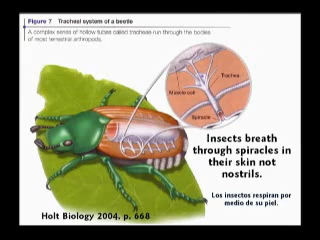 Figure 7 Tracheal system of a beetle
A complex series of hollow tubes called tracheae run through the bodies
of most terrestrial arthropods.
Trachea
Muscle cell
Spiracle
Insects breath
through spiracles in
their skin not
nostrils.
Los insectos respiran por
medio de su piel.
Holt Biology 2004, p. 668